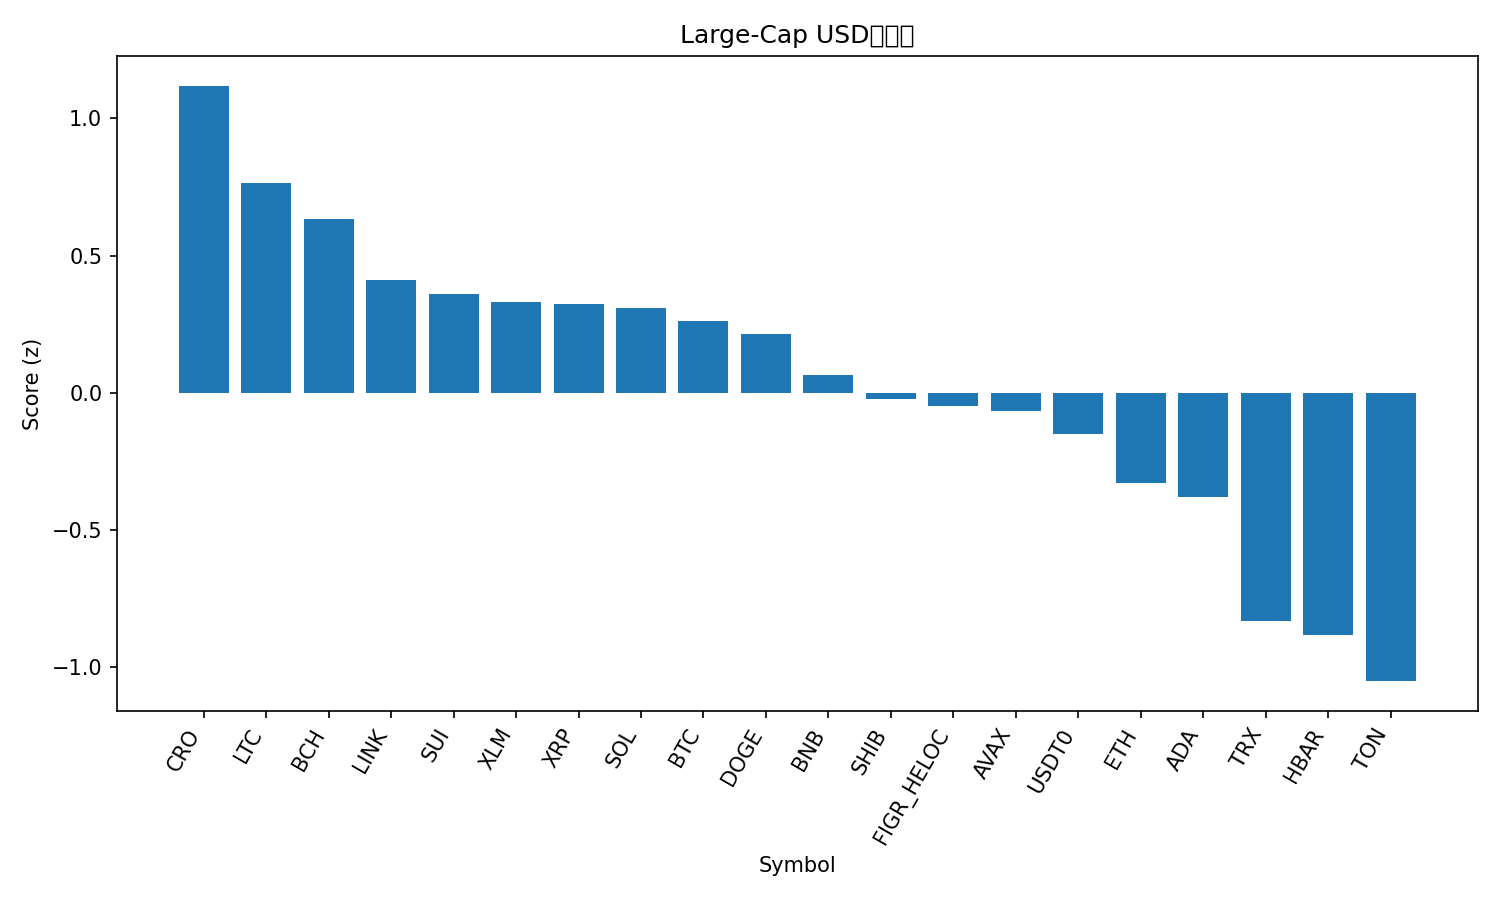 Large-Cap USD
Score (z)
1.0
0.5
0.0
−0.5
−1.0
CRO
LTC
BCH
LINK
SUI
XLM
XRP
SOL
BTC
DOGE
BNB
SHIB
FIGR_HELOC
AVAX
USDT0
ETH
ADA
TRX
HBAR
TON
Symbol